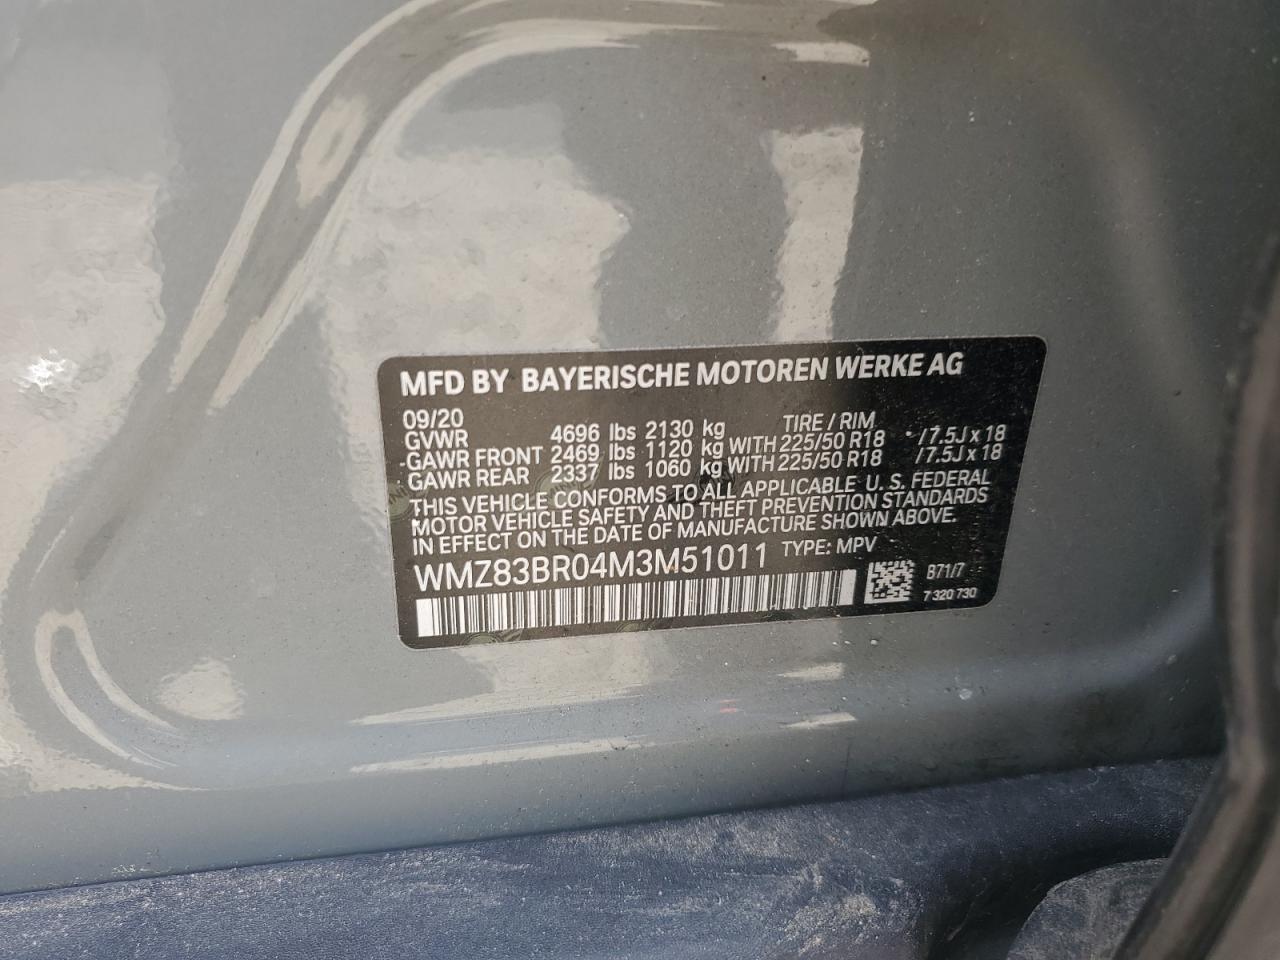 MFD BY BAYERISCHE MOTOREN WERKE AG
09/20 TIRE / RIM
GVWR 4696 lbs 2130 kg
GAWR FRONT 2469 lbs 1120 kg WITH 225/50 R18 * /7.5J x 18
GAWR REAR 2337 lbs 1060 kg WITH 225/50 R18 /7.5J x 18
THIS VEHICLE CONFORMS TO ALL APPLICABLE U. S. FEDERAL
MOTOR VEHICLE SAFETY AND THEFT PREVENTION STANDARDS
IN EFFECT ON THE DATE OF MANUFACTURE SHOWN ABOVE.
WMZ83BR04M3M51011 TYPE: MPV
B71/7
7 320 730